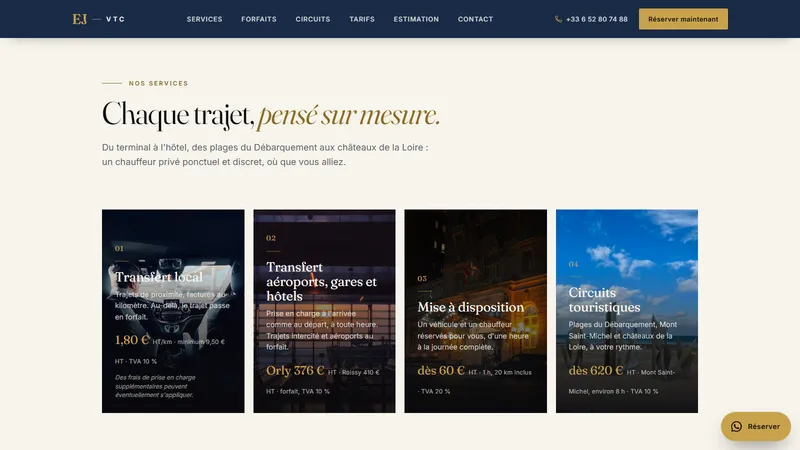 EJ — VTC
SERVICES
FORFAITS
CIRCUITS
TARIFS
ESTIMATION
CONTACT
+33 6 52 80 74 88
Réserver maintenant
NOS SERVICES
Chaque trajet, pensé sur mesure.
Du terminal à l'hôtel, des plages du Débarquement aux châteaux de la Loire :
un chauffeur privé ponctuel et discret, où que vous alliez.
01
Transfert local
Trajets de proximité, facturés au
kilomètre. Au-delà, le trajet passe
en forfait.
1,80 € HT/km · minimum 9,50 €
HT · TVA 10 %
Des frais de prise en charge
supplémentaires peuvent
éventuellement s'appliquer.
02
Transfert
aéroports, gares et
hôtels
Prise en charge à l'arrivée
comme au départ, à toute heure.
Trajets intercité et aéroports au
forfait.
Orly 376 € HT · Roissy 410 €
HT · forfait, TVA 10 %
03
Mise à disposition
Un véhicule et un chauffeur
réservés pour vous, d'une heure
à la journée complète.
dès 60 € HT · 1 h, 20 km inclus
· TVA 20 %
04
Circuits
touristiques
Plages du Débarquement, Mont
Saint-Michel et châteaux de la
Loire, à votre rythme.
dès 620 € HT · Mont Saint-
Michel, environ 8 h · TVA 10 %
Réserver